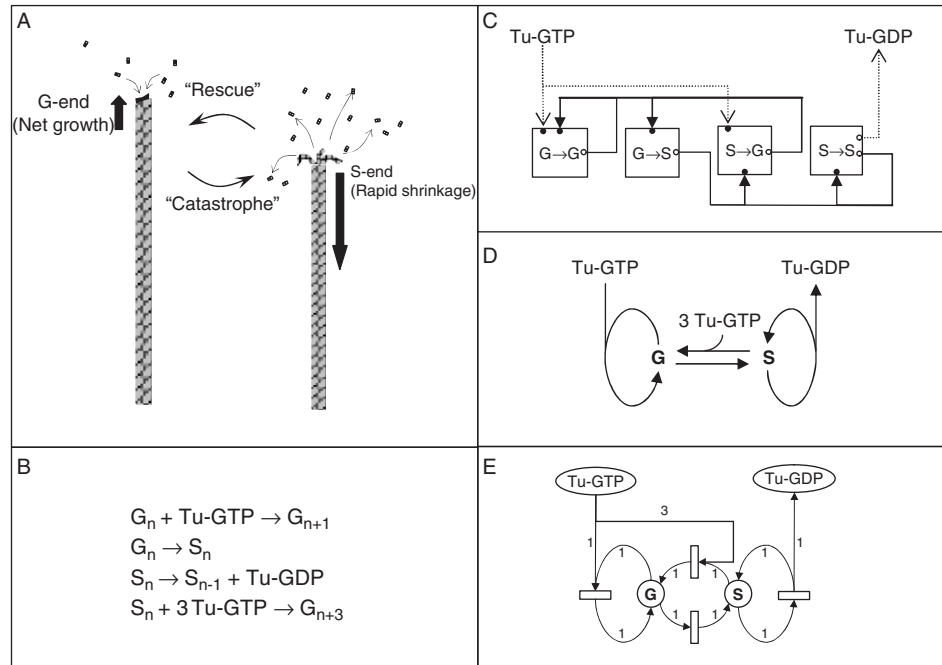 A
G-end
(Net growth)
“Rescue”
“Catastrophe”
S-end
(Rapid shrinkage)
B
Gn + Tu-GTP → Gn+1
Gn → Sn
Sn → Sn-1 + Tu-GDP
Sn + 3 Tu-GTP → Gn+3
C
Tu-GTP
Tu-GDP
G→G
G→S
S→G
S→S
D
Tu-GTP
Tu-GDP
3 Tu-GTP
G
S
E
Tu-GTP
Tu-GDP
3
1
1
1
1
1
1
1
G
S
1
1
1
1